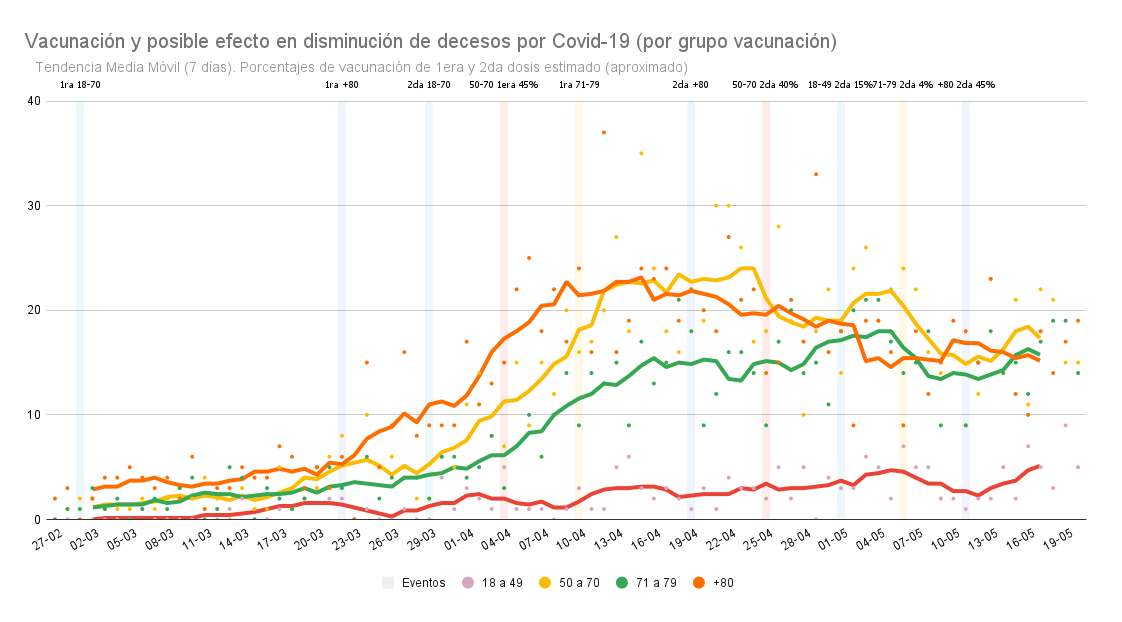 Vacunación y posible efecto en disminución de decesos por Covid-19 (por grupo vacunación)
Tendencia Media Móvil (7 días). Porcentajes de vacunación de 1era y 2da dosis estimado (aproximado)
1ra 18-70 1ra +80 2da 18-70 50-70 1era 45% 1ra 71-79 2da +80 50-70 2da 40% 18-49 2da 15%71-79 2da 4% +80 2da 45%
40
30
20
10
0
27-02 02-03 05-03 08-03 11-03 14-03 17-03 20-03 23-03 26-03 29-03 01-04 04-04 07-04 10-04 13-04 16-04 19-04 22-04 25-04 28-04 01-05 04-05 07-05 10-05 13-05 16-05 19-05
Eventos 18 a 49 50 a 70 71 a 79 +80